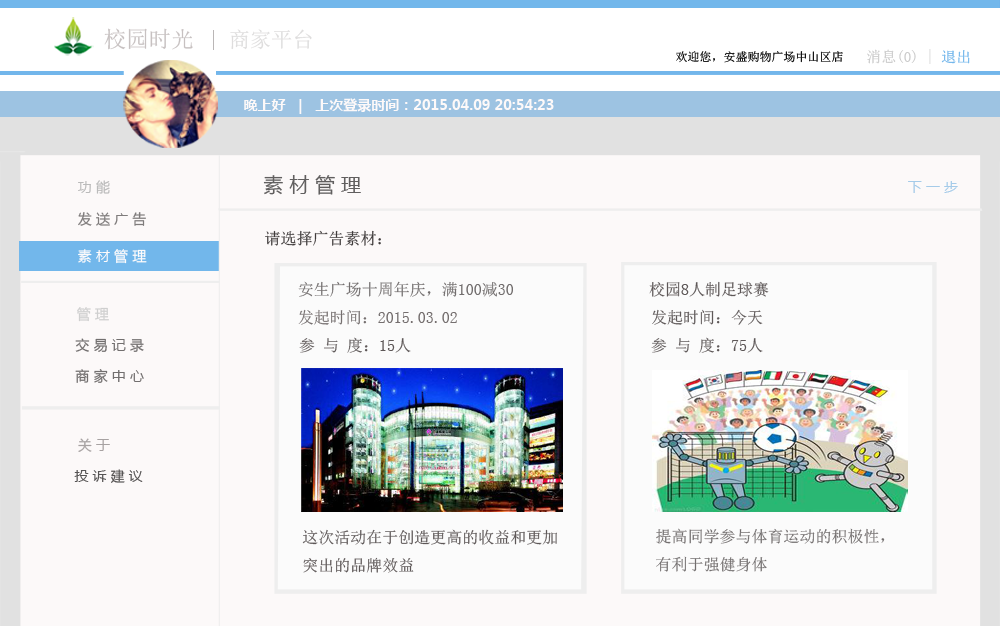 校园时光 | 商家平台
欢迎您，安盛购物广场中山区店 消息(0) | 退出
晚上好 | 上次登录时间：2015.04.09 20:54:23
功能
发送广告
素材管理
管理
交易记录
商家中心
关于
投诉建议
素材管理 下一步
请选择广告素材：
安生广场十周年庆，满100减30
发起时间：2015.03.02
参 与 度：15人
这次活动在于创造更高的收益和更加
突出的品牌效益
校园8人制足球赛
发起时间：今天
参 与 度：75人
提高同学参与体育运动的积极性，
有利于强健身体